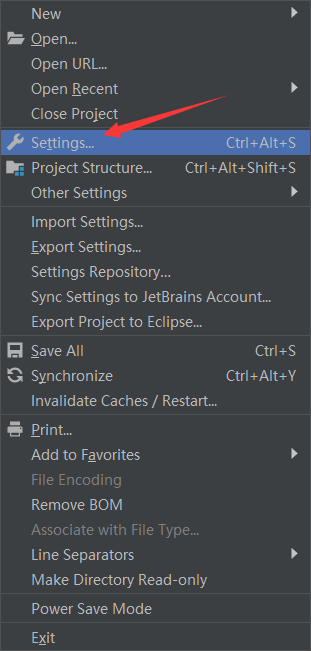 New
Open...
Open URL...
Open Recent
Close Project
Settings... Ctrl+Alt+S
Project Structure... Ctrl+Alt+Shift+S
Other Settings
Import Settings...
Export Settings...
Settings Repository...
Sync Settings to JetBrains Account...
Export Project to Eclipse...
Save All Ctrl+S
Synchronize Ctrl+Alt+Y
Invalidate Caches / Restart...
Print...
Add to Favorites
File Encoding
Remove BOM
Associate with File Type...
Line Separators
Make Directory Read-only
Power Save Mode
Exit